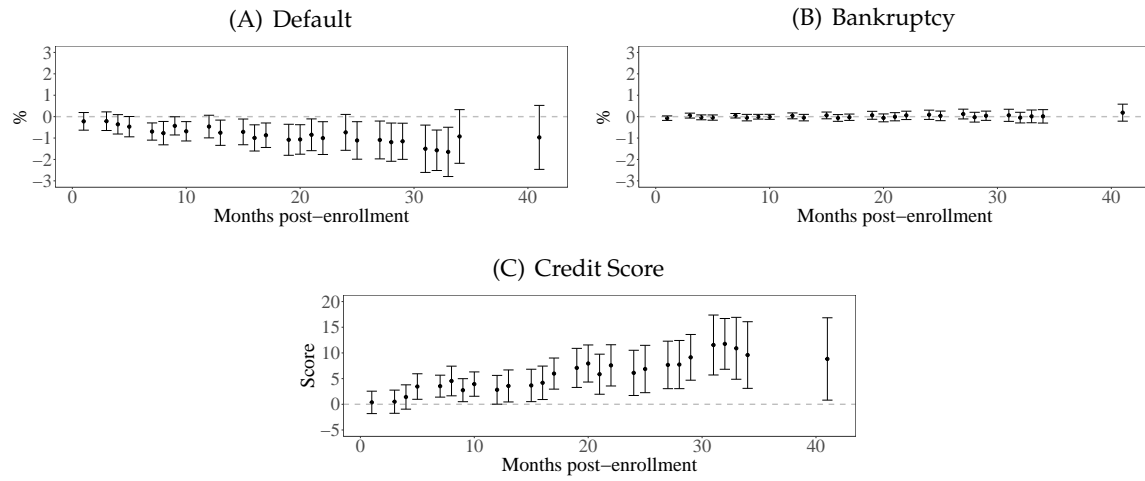 (A) Default
3
2
1
0
−1
−2
−3
%
0 10 20 30 40
Months post−enrollment
(B) Bankruptcy
3
2
1
0
−1
−2
−3
%
0 10 20 30 40
Months post−enrollment
(C) Credit Score
20
15
10
5
0
−5
Score
0 10 20 30 40
Months post−enrollment